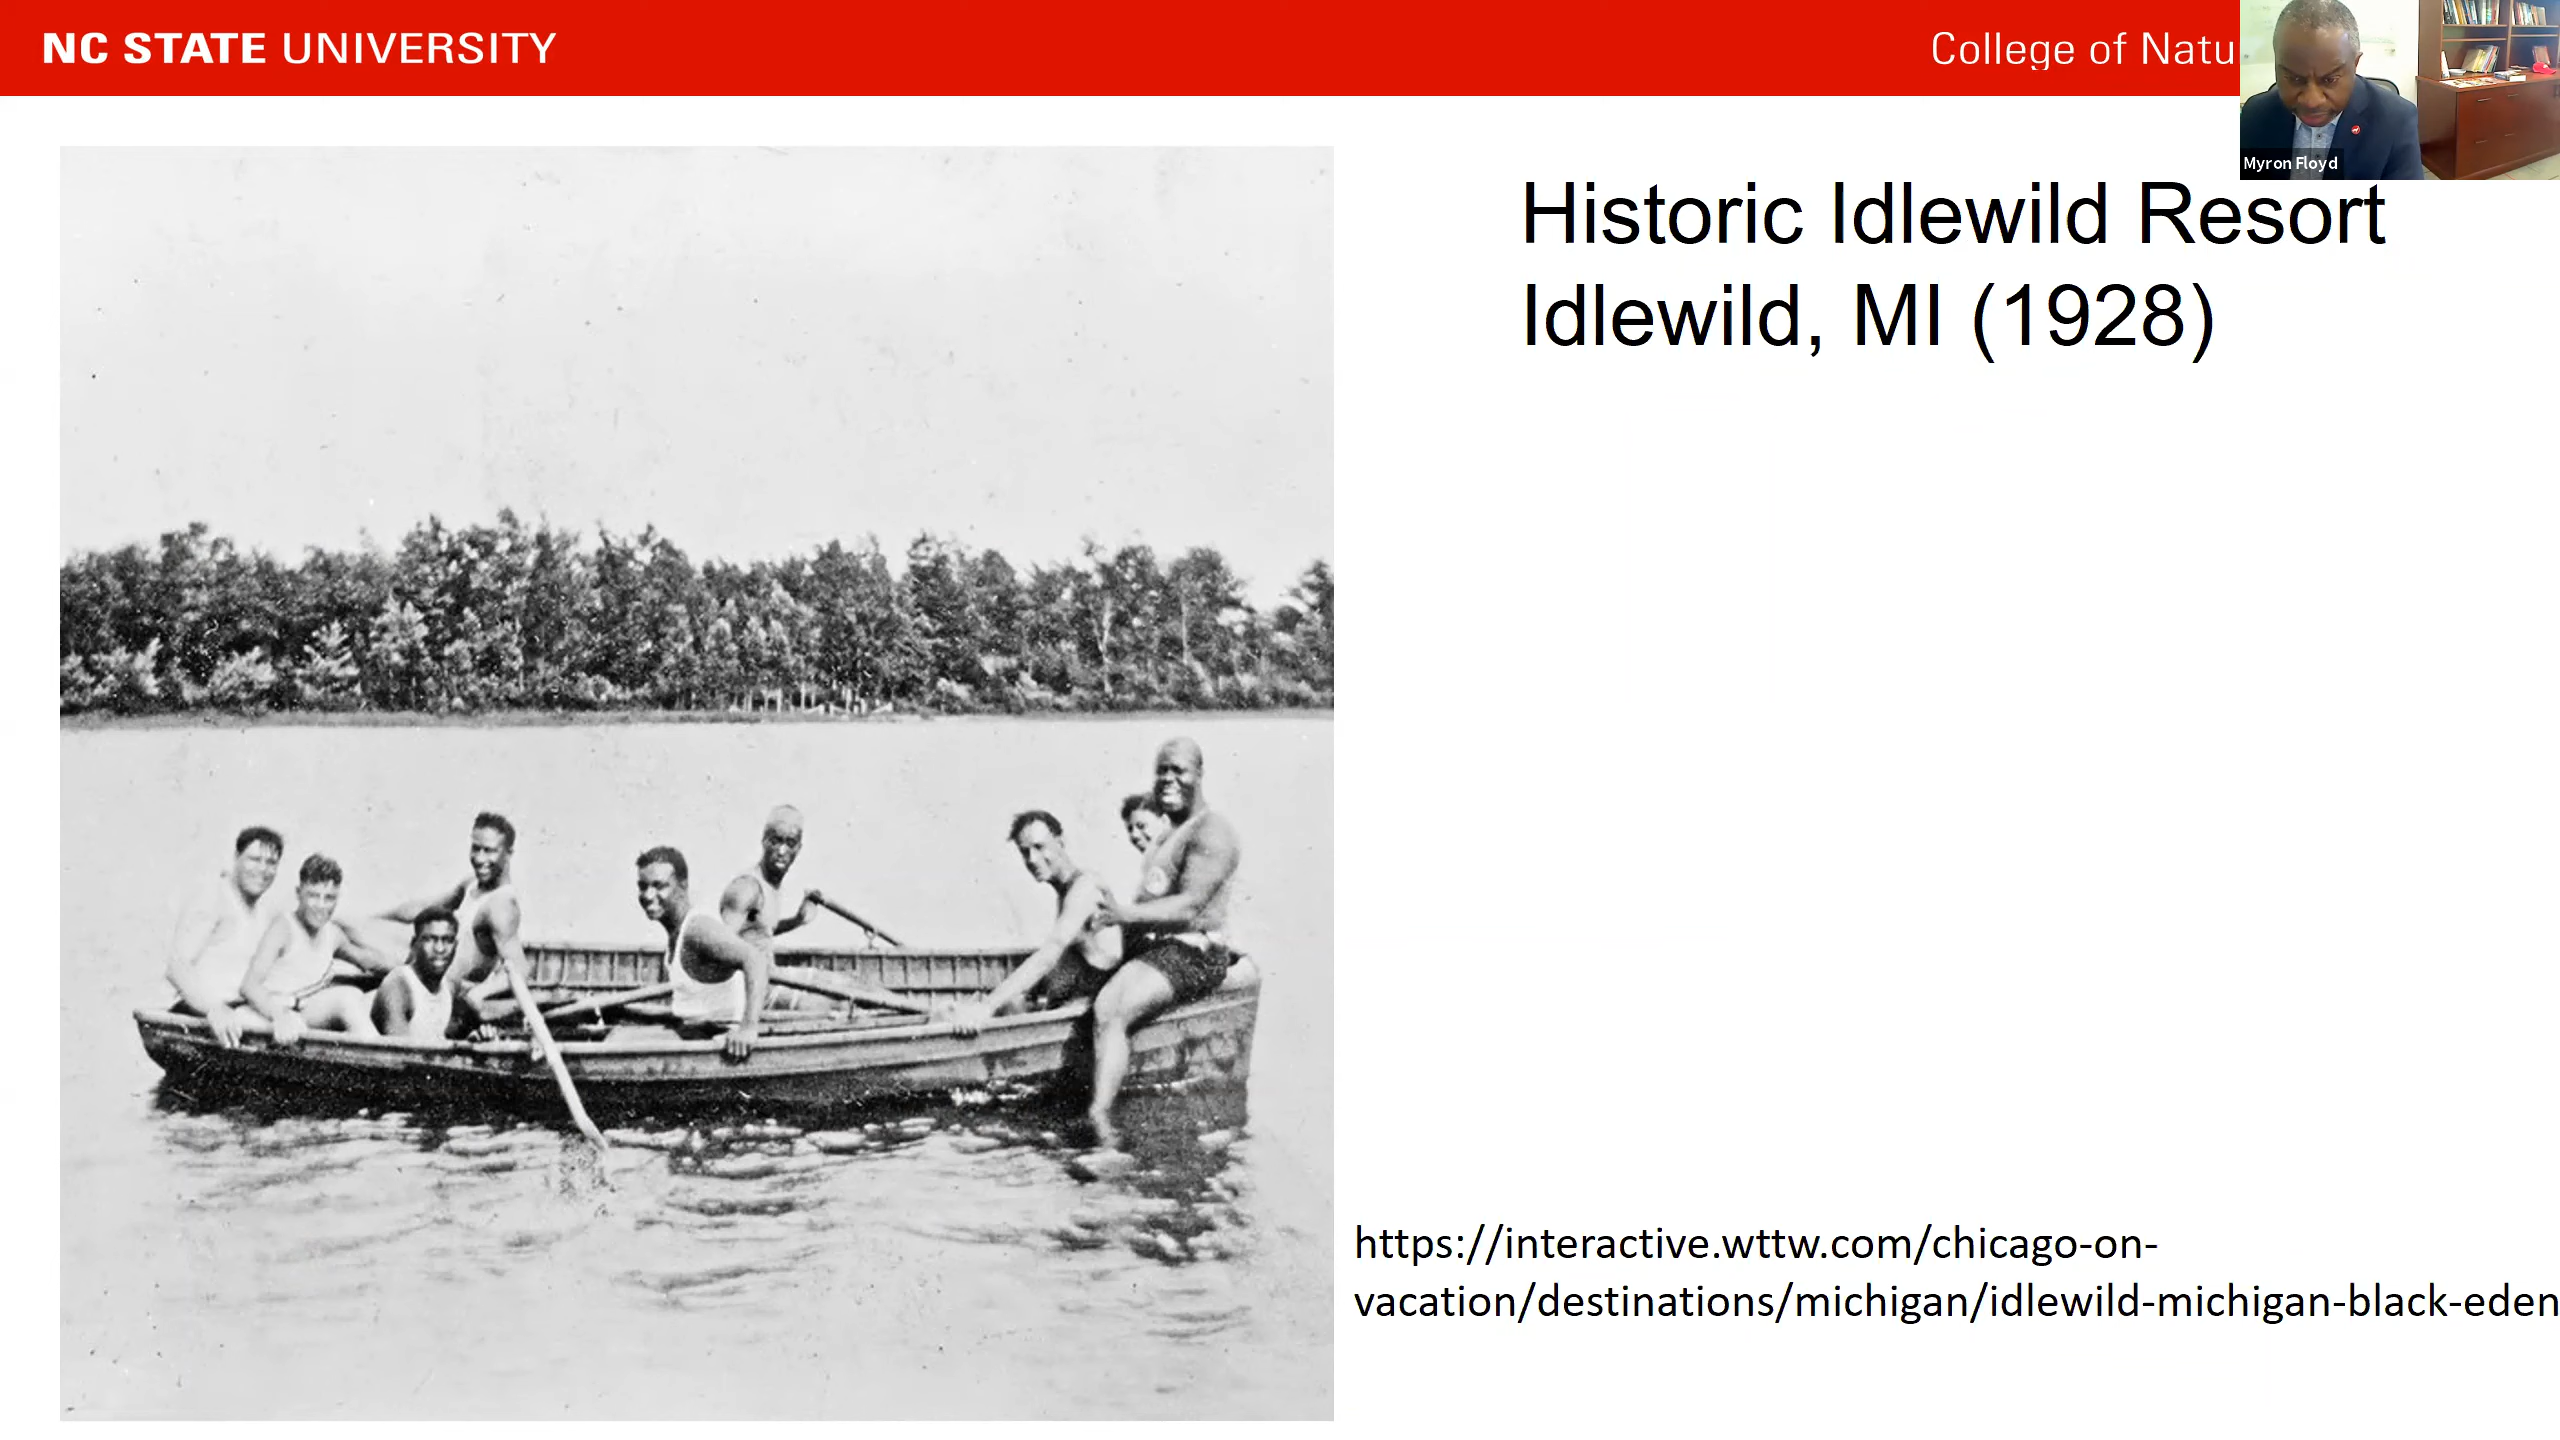 NC STATE UNIVERSITY
College of Natu
Myron Floyd
Historic Idlewild Resort
Idlewild, MI (1928)
https://interactive.wttw.com/chicago-on-
vacation/destinations/michigan/idlewild-michigan-black-eden